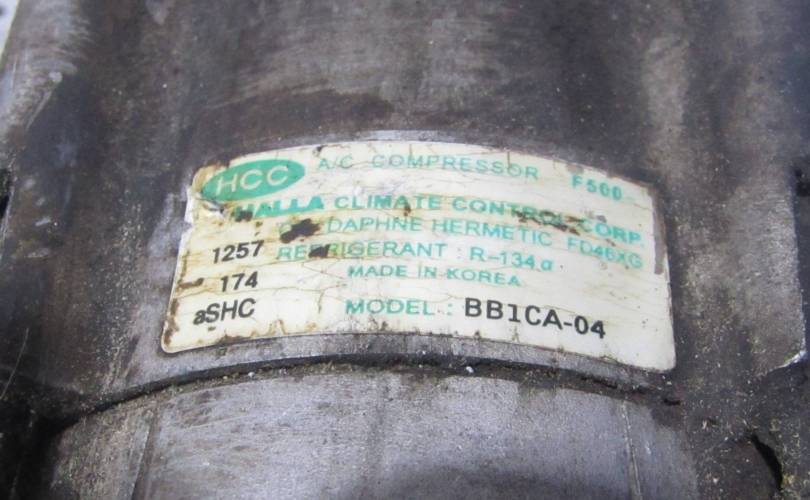 HCC A/C COMPRESSOR F500
HALLA CLIMATE CONTROL CORP.
DAPHNE HERMETIC FD46XG
1257 REFRIGERANT : R-134a
174 MADE IN KOREA
aSHC MODEL : BB1CA-04